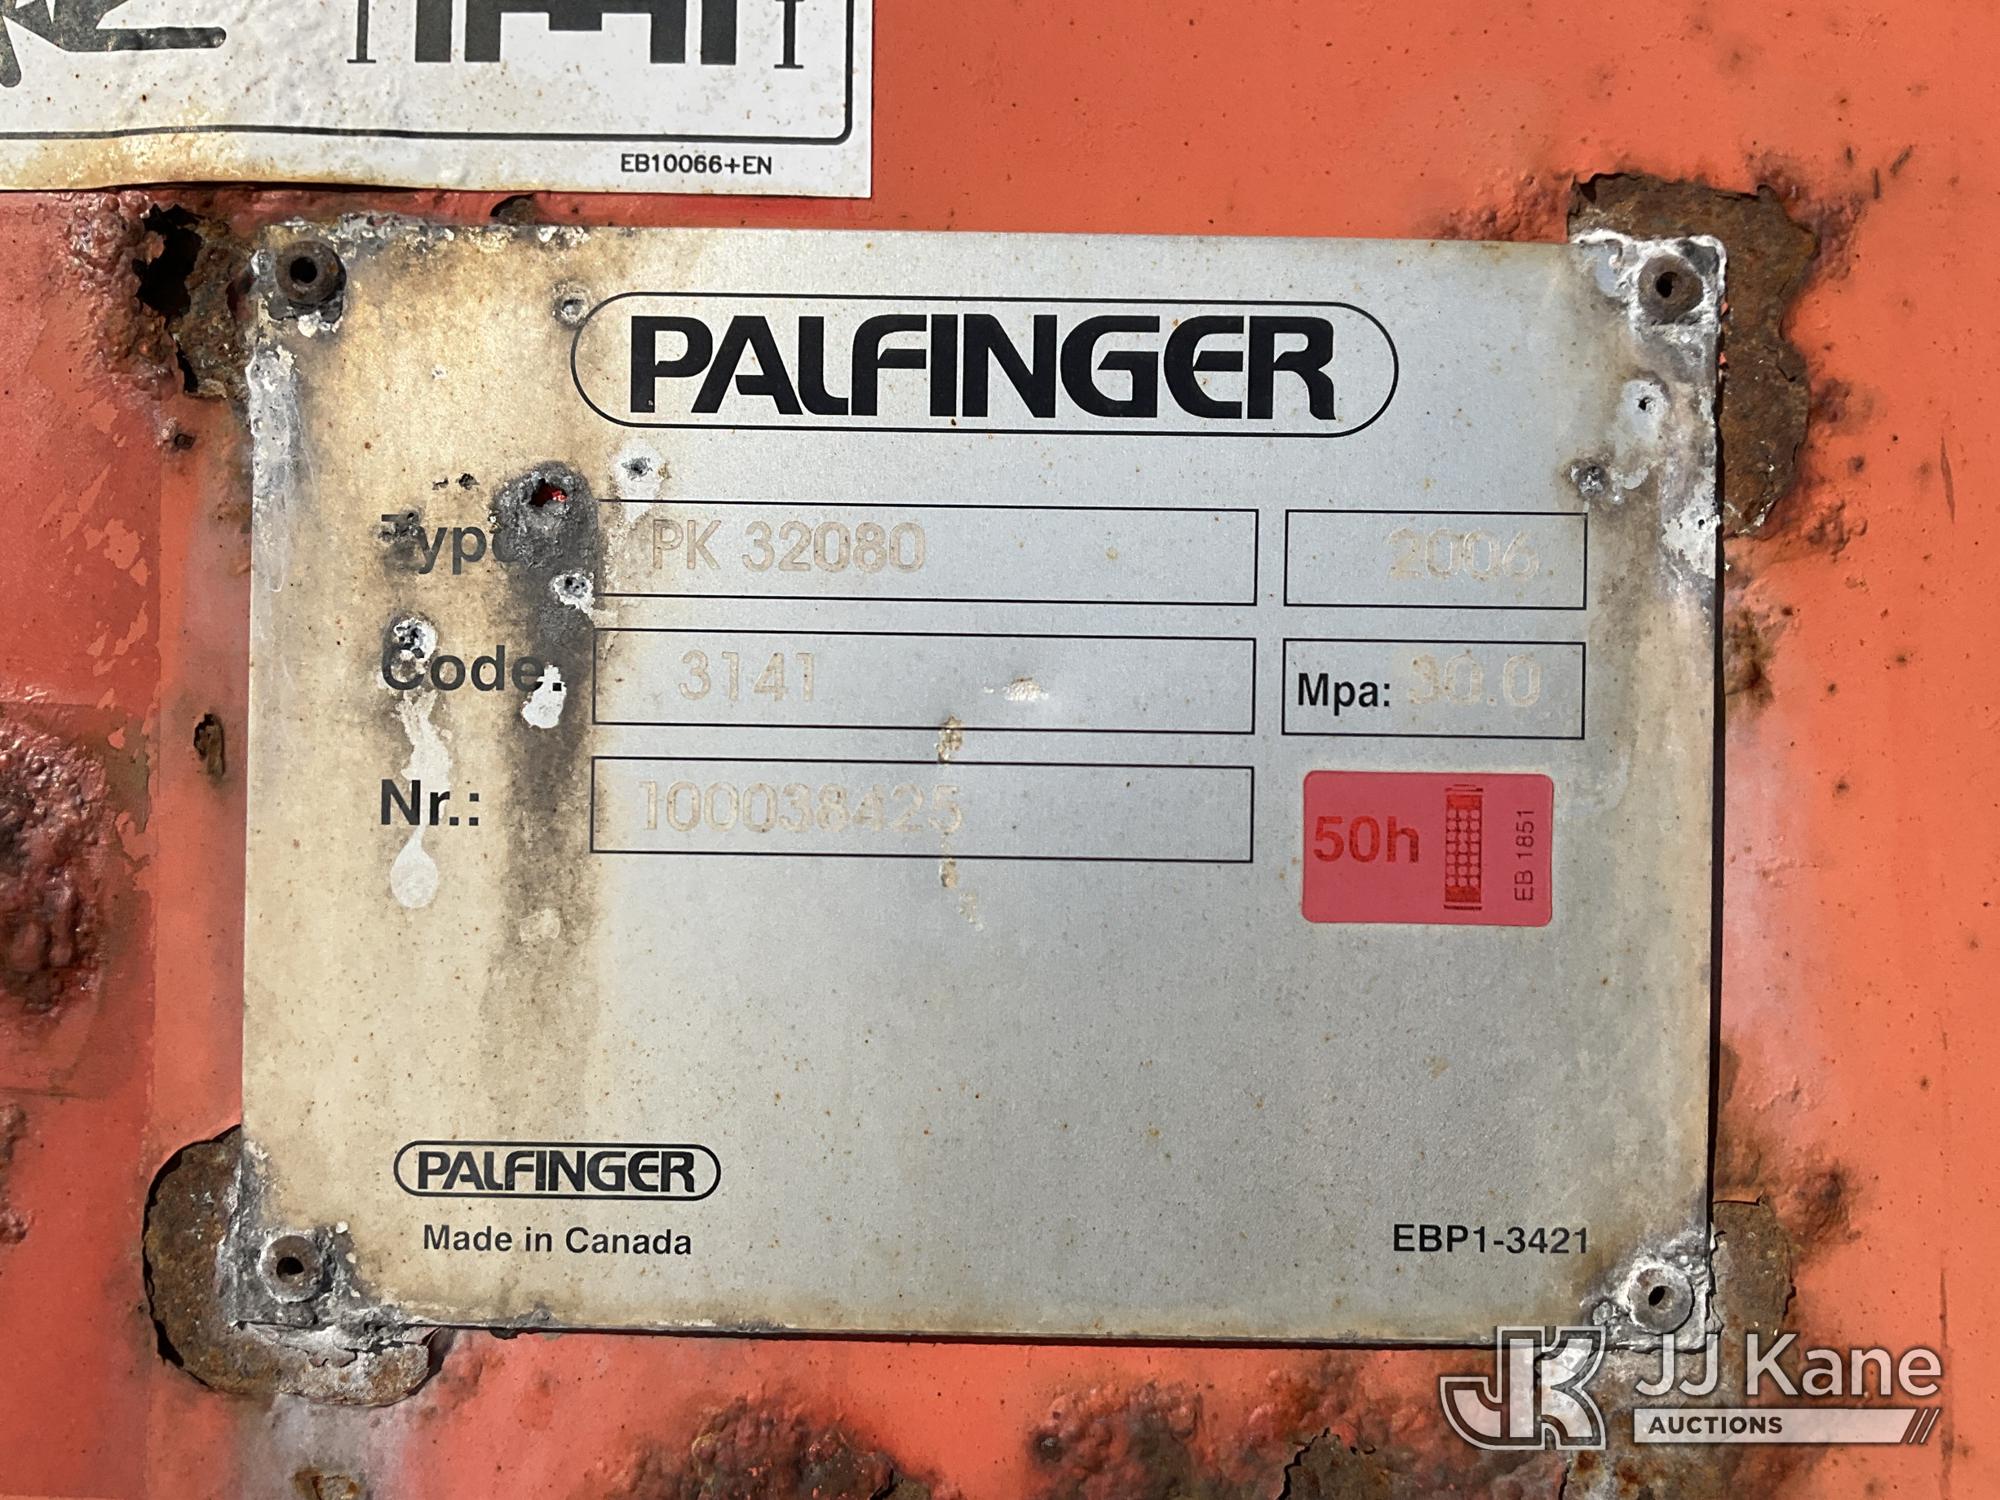 EB10066+EN
PALFINGER
Type: PK 32080 2006
Code: 3141 Mpa: 30.0
Nr.: 100038425
50h EB 1851
PALFINGER
Made in Canada EBP1-3421
JK JJ Kane
AUCTIONS